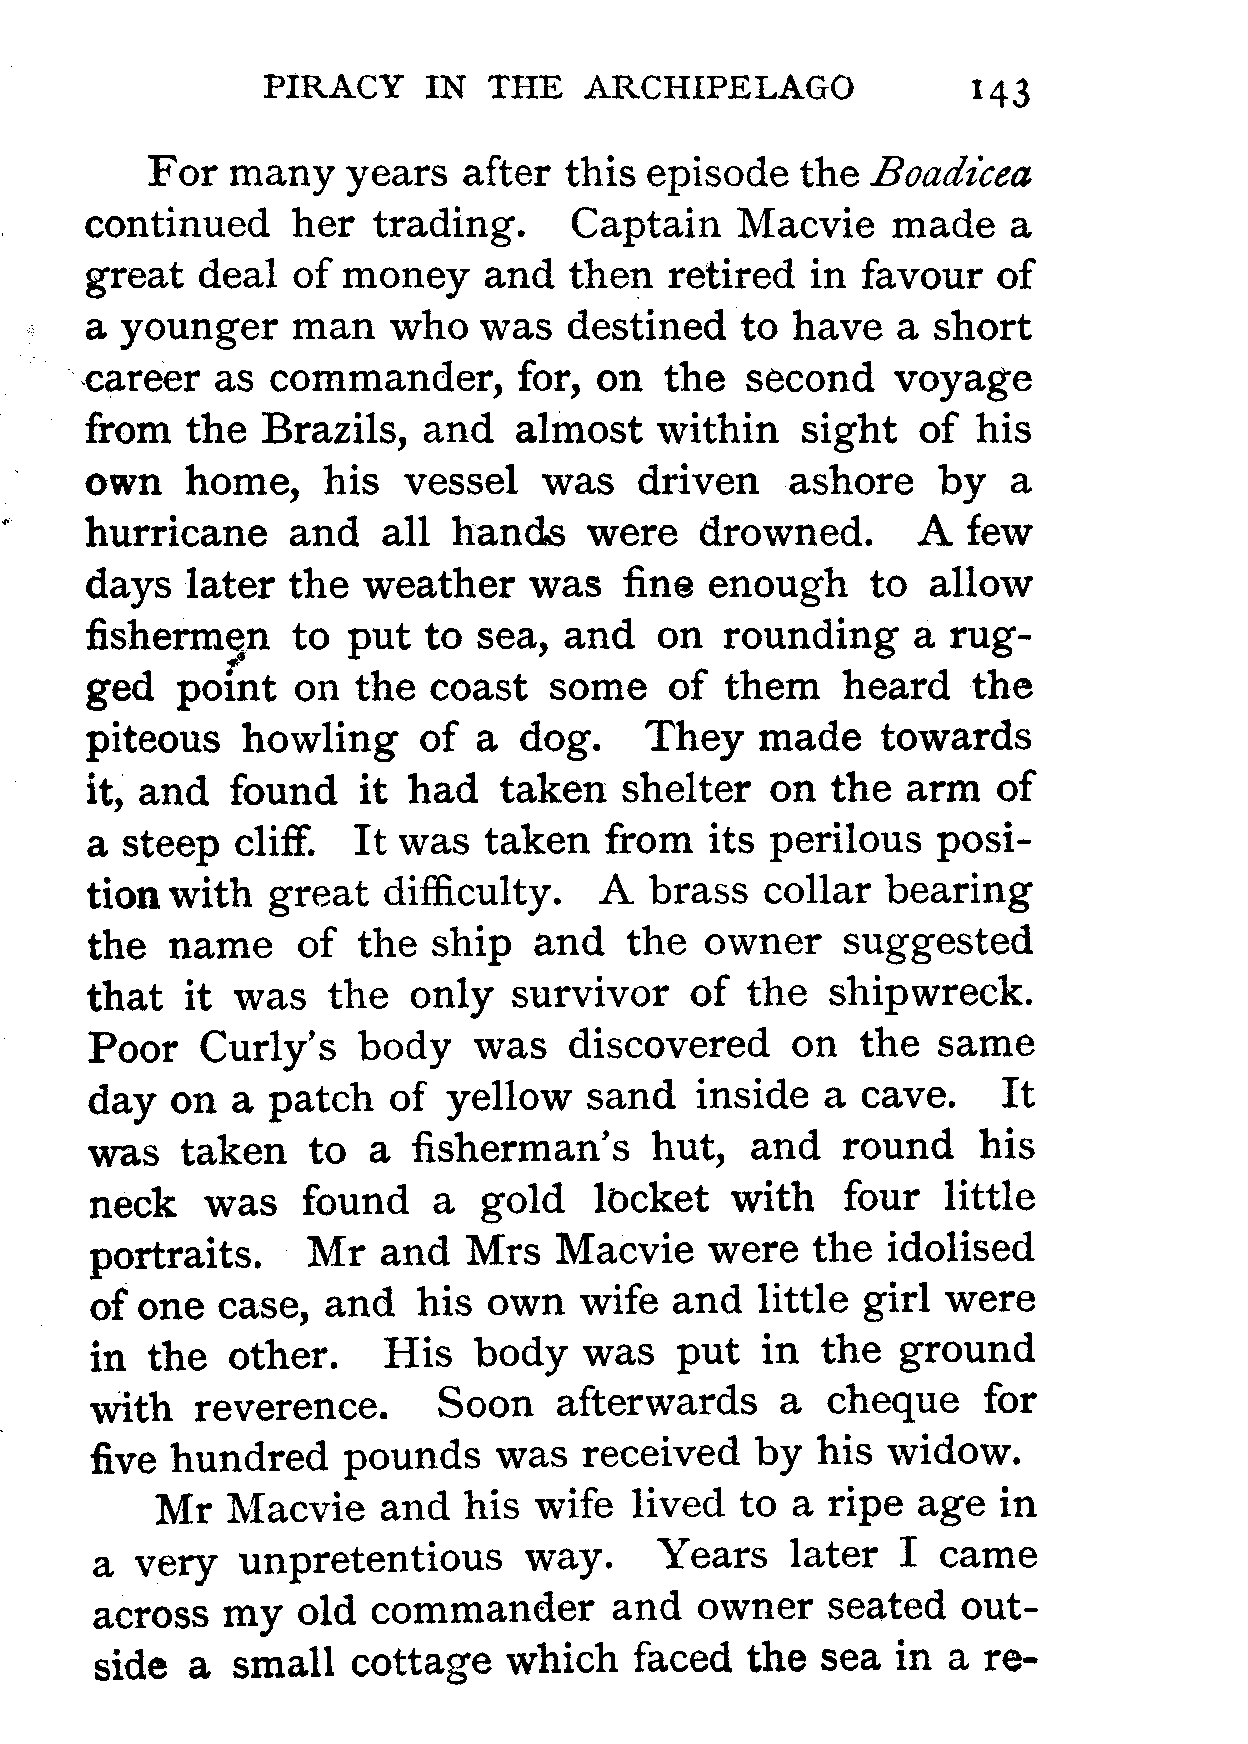 PIRACY IN THE ARCHIPELAGO 143
For many years after this episode the Boadicea
continued her trading. Captain Macvie made a
great deal of money and then retired in favour of
a younger man who was destined to have a short
career as commander, for, on the second voyage
from the Brazils, and almost within sight of his
own home, his vessel was driven ashore by a
hurricane and all hands were drowned. A few
days later the weather was fine enough to allow
fishermen to put to sea, and on rounding a rug-
ged point on the coast some of them heard the
piteous howling of a dog. They made towards
it, and found it had taken shelter on the arm of
a steep cliff. It was taken from its perilous posi-
tion with great difficulty. A brass collar bearing
the name of the ship and the owner suggested
that it was the only survivor of the shipwreck.
Poor Curly's body was discovered on the same
day on a patch of yellow sand inside a cave. It
was taken to a fisherman's hut, and round his
neck was found a gold locket with four little
portraits. Mr and Mrs Macvie were the idolised
of one case, and his own wife and little girl were
in the other. His body was put in the ground
with reverence. Soon afterwards a cheque for
five hundred pounds was received by his widow.
Mr Macvie and his wife lived to a ripe age in
a very unpretentious way. Years later I came
across my old commander and owner seated out-
side a small cottage which faced the sea in a re-